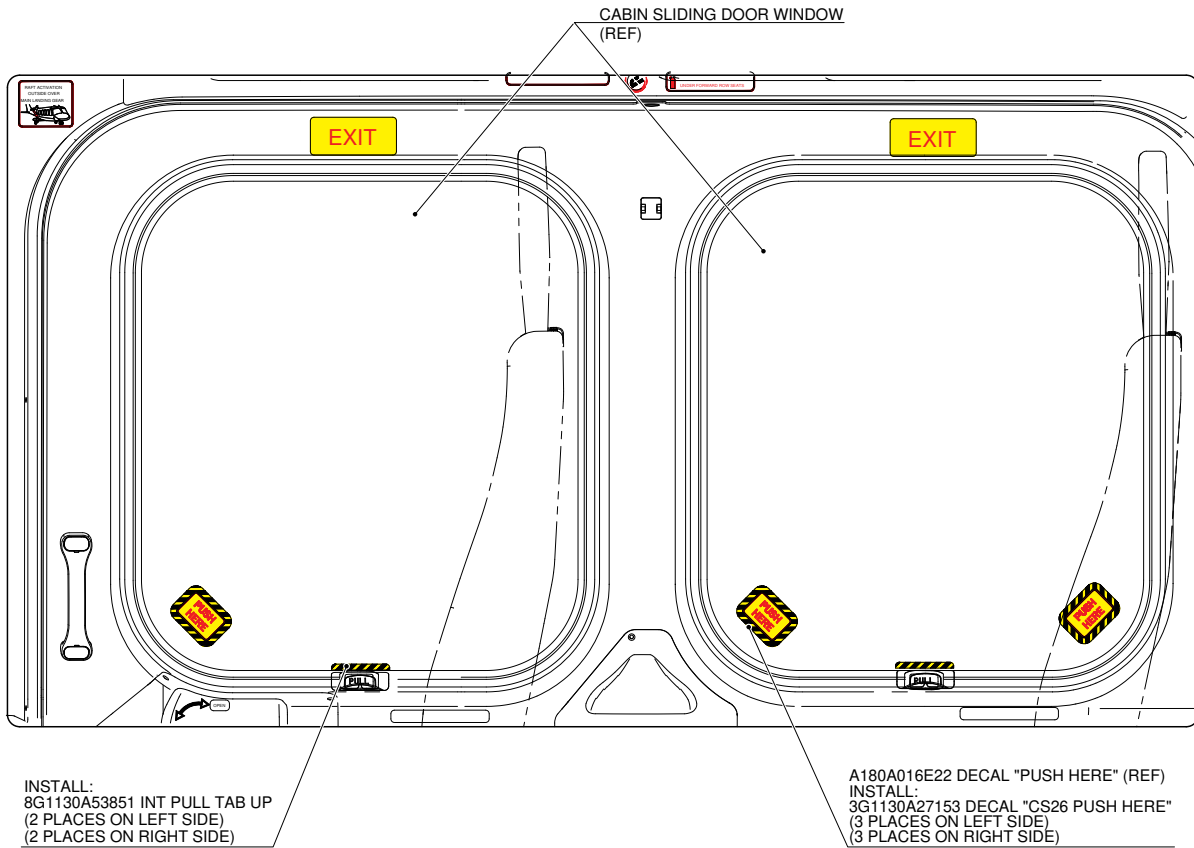 CABIN SLIDING DOOR WINDOW
(REF)
RAFT ACTIVATION
OUTSIDE OVER
MAIN LANDING GEAR
UNDER FORWARD ROW SEATS
EXIT
EXIT
PUSH
HERE
PUSH
HERE
PUSH
HERE
PULL
PULL
OPEN
INSTALL:
8G1130A53851 INT PULL TAB UP
(2 PLACES ON LEFT SIDE)
(2 PLACES ON RIGHT SIDE)
A180A016E22 DECAL "PUSH HERE" (REF)
INSTALL:
3G1130A27153 DECAL "CS26 PUSH HERE"
(3 PLACES ON LEFT SIDE)
(3 PLACES ON RIGHT SIDE)